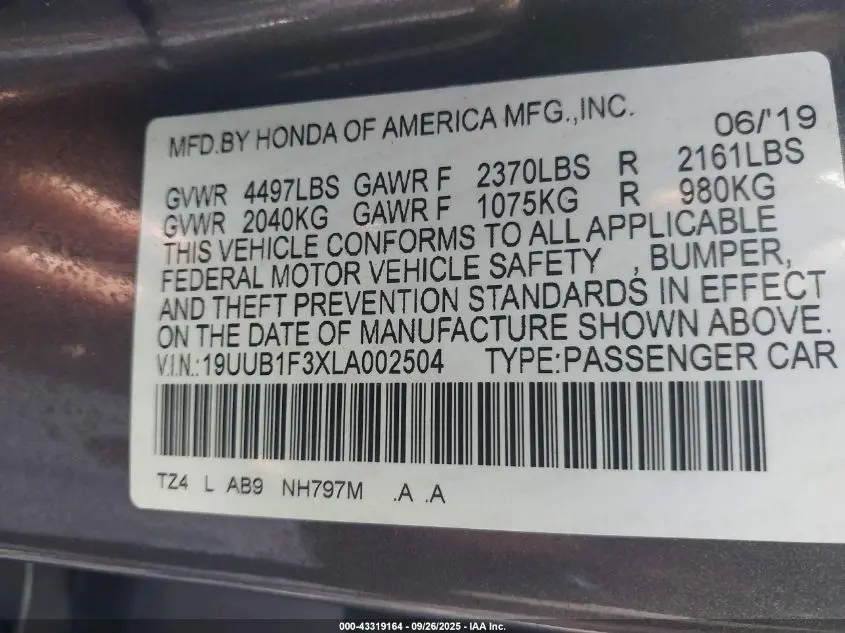 MFD.BY HONDA OF AMERICA MFG.,INC. 06/'19
GVWR 4497LBS GAWR F 2370LBS R 2161LBS
GVWR 2040KG GAWR F 1075KG R 980KG
THIS VEHICLE CONFORMS TO ALL APPLICABLE
FEDERAL MOTOR VEHICLE SAFETY , BUMPER,
AND THEFT PREVENTION STANDARDS IN EFFECT
ON THE DATE OF MANUFACTURE SHOWN ABOVE.
V.I.N.:19UUB1F3XLA002504 TYPE:PASSENGER CAR
TZ4 L AB9 NH797M .A .A
000-43319164 - 09/26/2025 - IAA Inc.